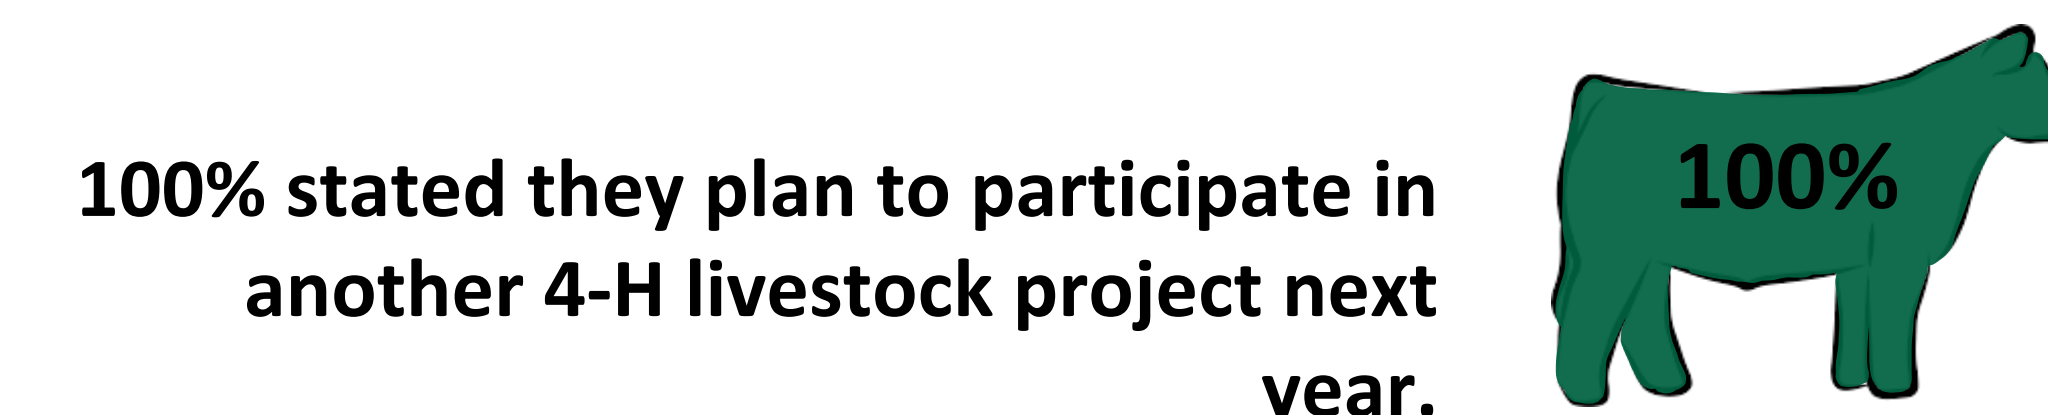 100% stated they plan to participate in
another 4-H livestock project next
year.
100%